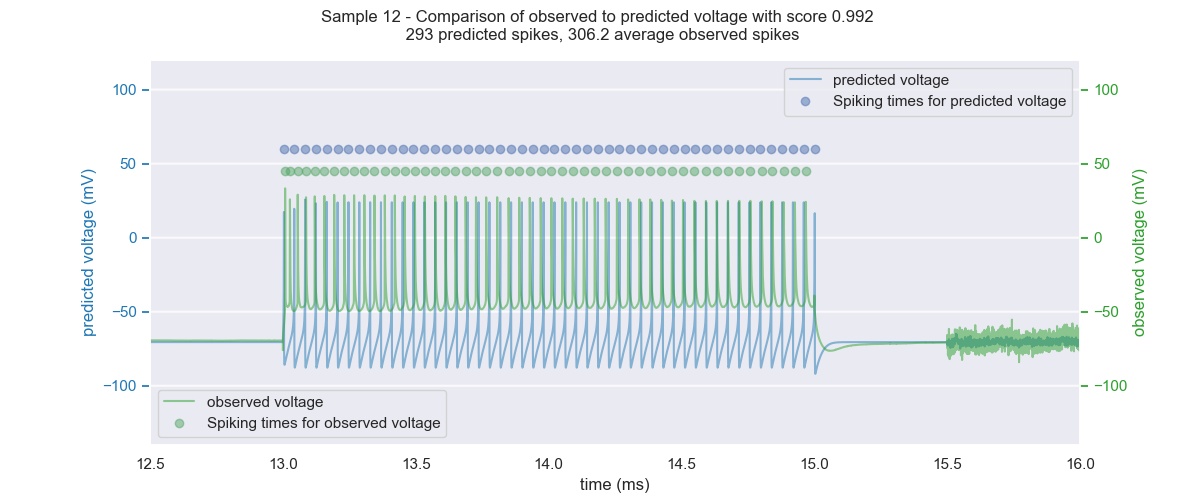 Sample 12 - Comparison of observed to predicted voltage with score 0.992
293 predicted spikes, 306.2 average observed spikes
predicted voltage
Spiking times for predicted voltage
100
50
0
−50
−100
predicted voltage (mV)
100
50
0
−50
−100
observed voltage (mV)
observed voltage
Spiking times for observed voltage
12.5 13.0 13.5 14.0 14.5 15.0 15.5 16.0
time (ms)